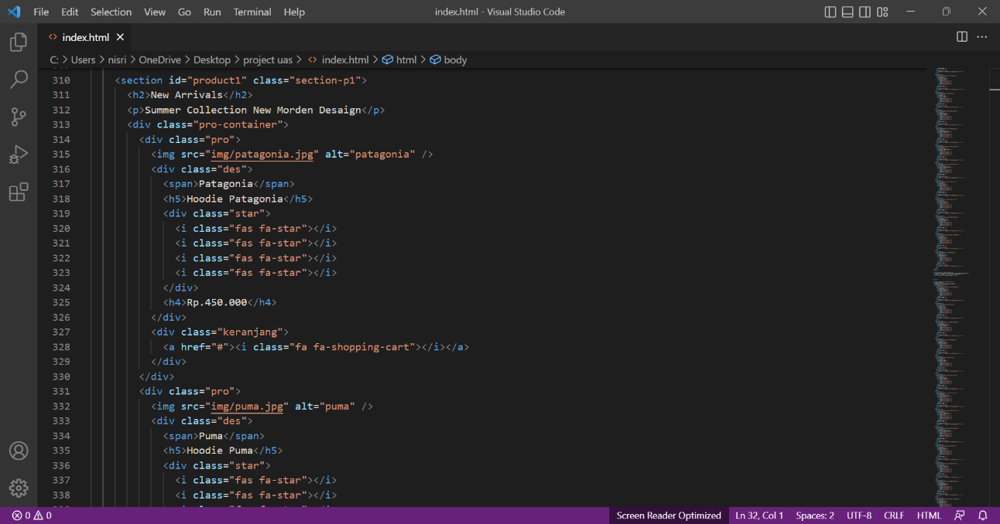 File Edit Selection View Go Run Terminal Help index.html - Visual Studio Code
index.html
C: > Users > nisri > OneDrive > Desktop > project uas > index.html > html > body
310 <section id="product1" class="section-p1">
311 <h2>New Arrivals</h2>
312 <p>Summer Collection New Morden Desaign</p>
313 <div class="pro-container">
314 <div class="pro">
315 <img src="img/patagonia.jpg" alt="patagonia" />
316 <div class="des">
317 <span>Patagonia</span>
318 <h5>Hoodie Patagonia</h5>
319 <div class="star">
320 <i class="fas fa-star"></i>
321 <i class="fas fa-star"></i>
322 <i class="fas fa-star"></i>
323 <i class="fas fa-star"></i>
324 </div>
325 <h4>Rp.450.000</h4>
326 </div>
327 <div class="keranjang">
328 <a href="#"><i class="fa fa-shopping-cart"></i></a>
329 </div>
330 </div>
331 <div class="pro">
332 <img src="img/puma.jpg" alt="puma" />
333 <div class="des">
334 <span>Puma</span>
335 <h5>Hoodie Puma</h5>
336 <div class="star">
337 <i class="fas fa-star"></i>
338 <i class="fas fa-star"></i>
0 0 Screen Reader Optimized Ln 32, Col 1 Spaces: 2 UTF-8 CRLF HTML